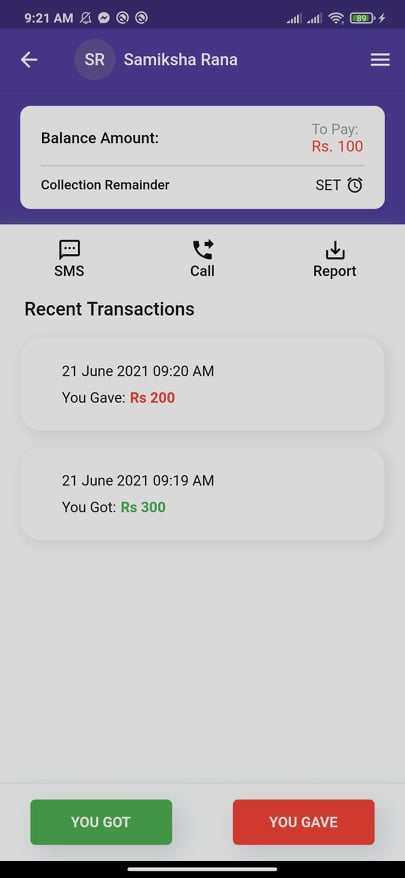 9:21 AM 89
SR Samiksha Rana
Balance Amount:
To Pay:
Rs. 100
Collection Remainder SET
SMS Call Report
Recent Transactions
21 June 2021 09:20 AM
You Gave: Rs 200
21 June 2021 09:19 AM
You Got: Rs 300
YOU GOT YOU GAVE